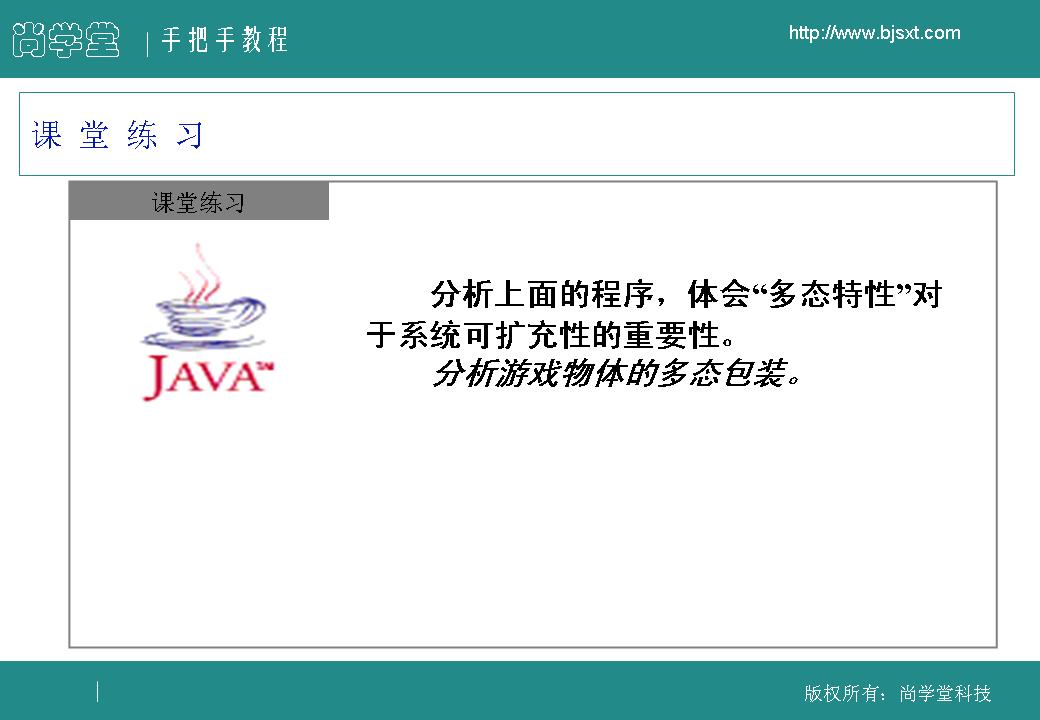 尚学堂 | 手把手教程
http://www.bjsxt.com
课 堂 练 习
课堂练习
JAVA™
分析上面的程序，体会“多态特性”对
于系统可扩充性的重要性。
分析游戏物体的多态包装。
版权所有：尚学堂科技